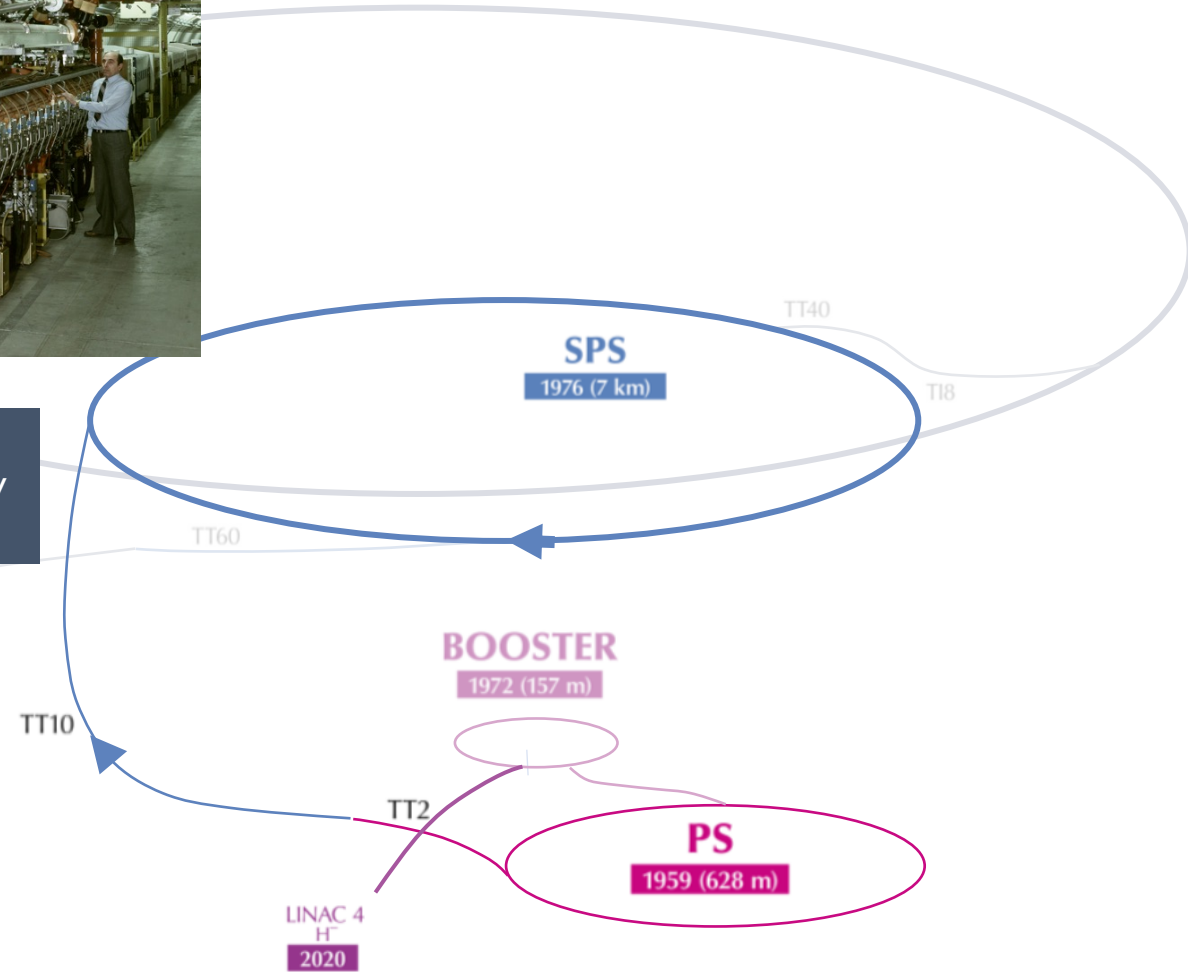 TT40
SPS
1976 (7 km)
TI8
TT60
BOOSTER
1972 (157 m)
TT10
TT2
PS
1959 (628 m)
LINAC 4
H⁻
2020